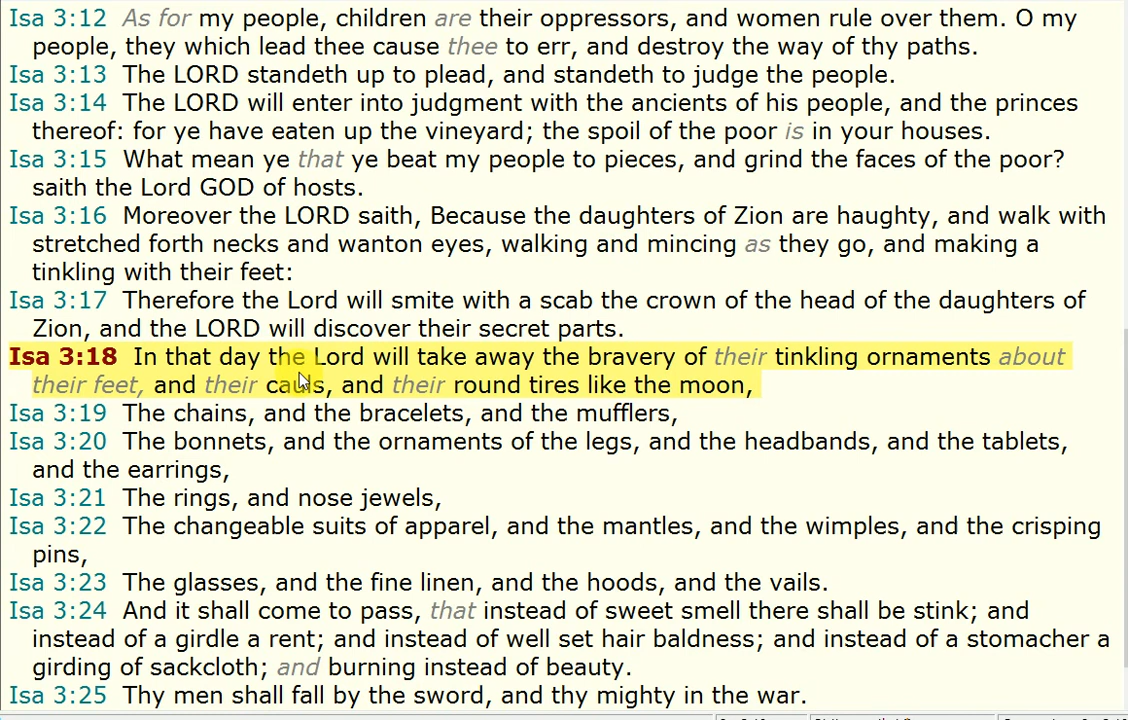 Isa 3:12 As for my people, children are their oppressors, and women rule over them. O my
people, they which lead thee cause thee to err, and destroy the way of thy paths.
Isa 3:13 The LORD standeth up to plead, and standeth to judge the people.
Isa 3:14 The LORD will enter into judgment with the ancients of his people, and the princes
thereof: for ye have eaten up the vineyard; the spoil of the poor is in your houses.
Isa 3:15 What mean ye that ye beat my people to pieces, and grind the faces of the poor?
saith the Lord GOD of hosts.
Isa 3:16 Moreover the LORD saith, Because the daughters of Zion are haughty, and walk with
stretched forth necks and wanton eyes, walking and mincing as they go, and making a
tinkling with their feet:
Isa 3:17 Therefore the Lord will smite with a scab the crown of the head of the daughters of
Zion, and the LORD will discover their secret parts.
Isa 3:18 In that day the Lord will take away the bravery of their tinkling ornaments about
their feet, and their cauls, and their round tires like the moon,
Isa 3:19 The chains, and the bracelets, and the mufflers,
Isa 3:20 The bonnets, and the ornaments of the legs, and the headbands, and the tablets,
and the earrings,
Isa 3:21 The rings, and nose jewels,
Isa 3:22 The changeable suits of apparel, and the mantles, and the wimples, and the crisping
pins,
Isa 3:23 The glasses, and the fine linen, and the hoods, and the vails.
Isa 3:24 And it shall come to pass, that instead of sweet smell there shall be stink; and
instead of a girdle a rent; and instead of well set hair baldness; and instead of a stomacher a
girding of sackcloth; and burning instead of beauty.
Isa 3:25 Thy men shall fall by the sword, and thy mighty in the war.